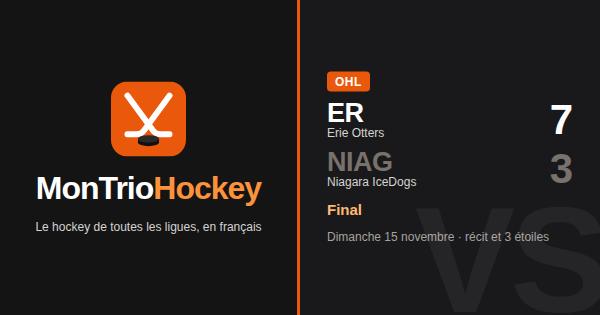 MonTrioHockey
Le hockey de toutes les ligues, en français
OHL
ER 7
Erie Otters
NIAG 3
Niagara IceDogs
Final
Dimanche 15 novembre · récit et 3 étoiles
VS